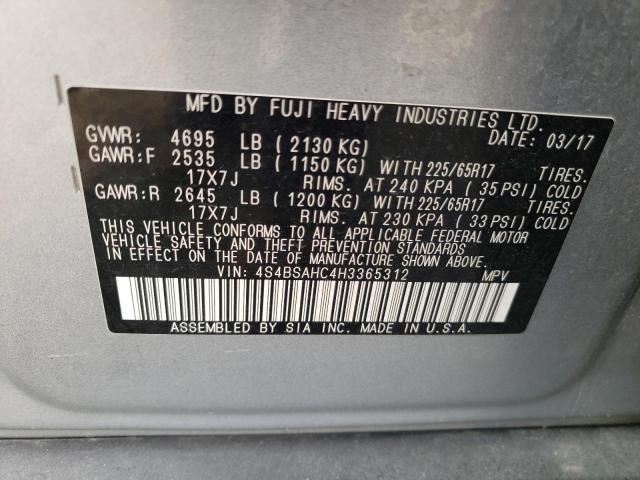 MFD BY FUJI HEAVY INDUSTRIES LTD.
GVWR: 4695 LB (2130 KG) DATE: 03/17
GAWR:F 2535 LB (1150 KG) WITH 225/65R17 TIRES.
17X7J RIMS. AT 240 KPA ( 35 PSI) COLD
GAWR:R 2645 LB (1200 KG) WITH 225/65R17 TIRES.
17X7J RIMS. AT 230 KPA ( 33 PSI) COLD
THIS VEHICLE CONFORMS TO ALL APPLICABLE FEDERAL MOTOR
VEHICLE SAFETY AND THEFT PREVENTION STANDARDS
IN EFFECT ON THE DATE OF MANUFACTURE SHOWN ABOVE.
VIN: 4S4BSAHC4H3365312 MPV
ASSEMBLED BY SIA INC. MADE IN U.S.A.